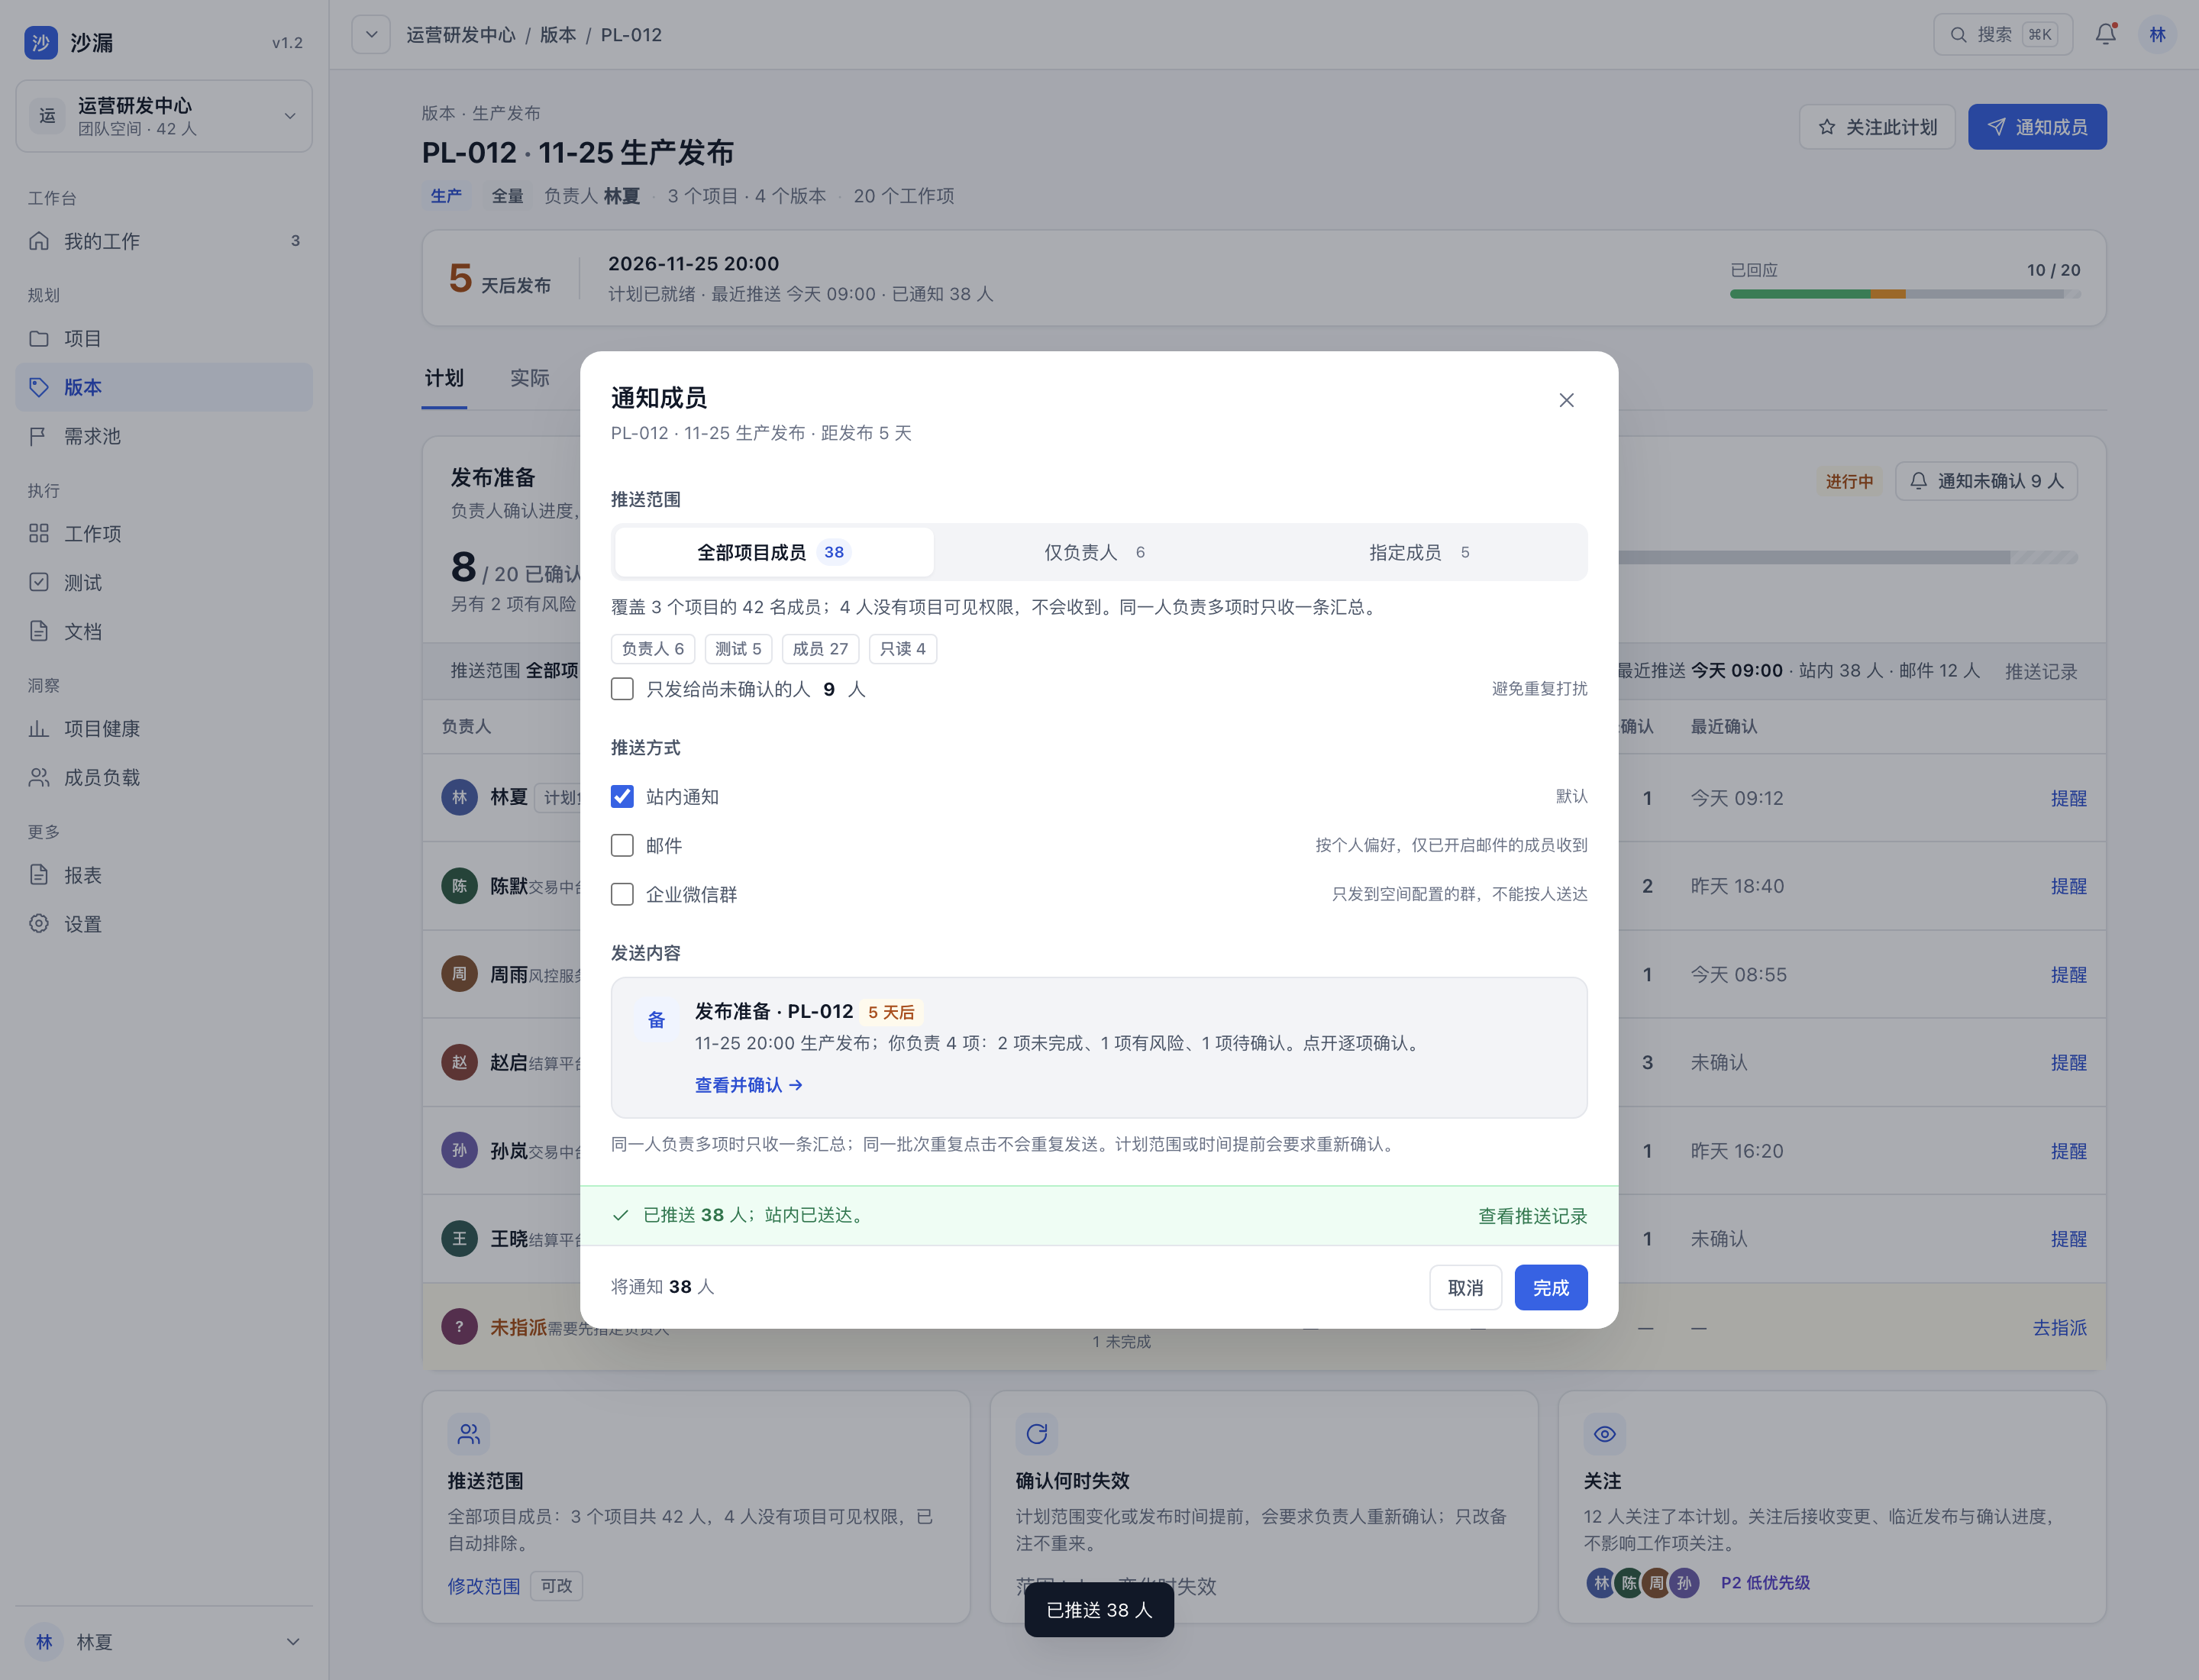 沙 沙漏 v1.2
运 运营研发中心
团队空间 · 42 人
工作台
我的工作 3
规划
项目
版本
需求池
执行
工作项
测试
文档
洞察
项目健康
成员负载
更多
报表
设置
林 林夏
运营研发中心 / 版本 / PL-012
搜索 ⌘K 林
版本 · 生产发布
PL-012 · 11-25 生产发布
关注此计划 通知成员
生产 全量 负责人 林夏 · 3 个项目 · 4 个版本 · 20 个工作项
5 天后发布
2026-11-25 20:00
计划已就绪 · 最近推送 今天 09:00 · 已通知 38 人
已回应 10 / 20
计划 实际
发布准备
负责人确认进度,
8 / 20 已确认
另有 2 项有风险
进行中 通知未确认 9 人
推送范围 全部项
最近推送 今天 09:00 · 站内 38 人 · 邮件 12 人 推送记录
负责人 确认 最近确认
林 林夏 计划 1 今天 09:12 提醒
陈 陈默 交易中 2 昨天 18:40 提醒
周 周雨 风控服 1 今天 08:55 提醒
赵 赵启 结算平 3 未确认 提醒
孙 孙岚 交易中 1 昨天 16:20 提醒
王 王晓 结算平 1 未确认 提醒
? 未指派 需要先指定负责人 — — 去指派
1 未完成
通知成员
PL-012 · 11-25 生产发布 · 距发布 5 天
推送范围
全部项目成员 38 仅负责人 6 指定成员 5
覆盖 3 个项目的 42 名成员；4 人没有项目可见权限，不会收到。同一人负责多项时只收一条汇总。
负责人 6 测试 5 成员 27 只读 4
只发给尚未确认的人 9 人 避免重复打扰
推送方式
站内通知 默认
邮件 按个人偏好，仅已开启邮件的成员收到
企业微信群 只发到空间配置的群，不能按人送达
发送内容
备 发布准备 · PL-012 5 天后
11-25 20:00 生产发布；你负责 4 项：2 项未完成、1 项有风险、1 项待确认。点开逐项确认。
查看并确认 →
同一人负责多项时只收一条汇总；同一批次重复点击不会重复发送。计划范围或时间提前会要求重新确认。
已推送 38 人；站内已送达。 查看推送记录
将通知 38 人 取消 完成
推送范围
全部项目成员：3 个项目共 42 人，4 人没有项目可见权限，已
自动排除。
修改范围 可改
确认何时失效
计划范围变化或发布时间提前，会要求负责人重新确认；只改备
注不重来。
时失效
关注
12 人关注了本计划。关注后接收变更、临近发布与确认进度，
不影响工作项关注。
林 陈 周 孙 P2 低优先级
已推送 38 人